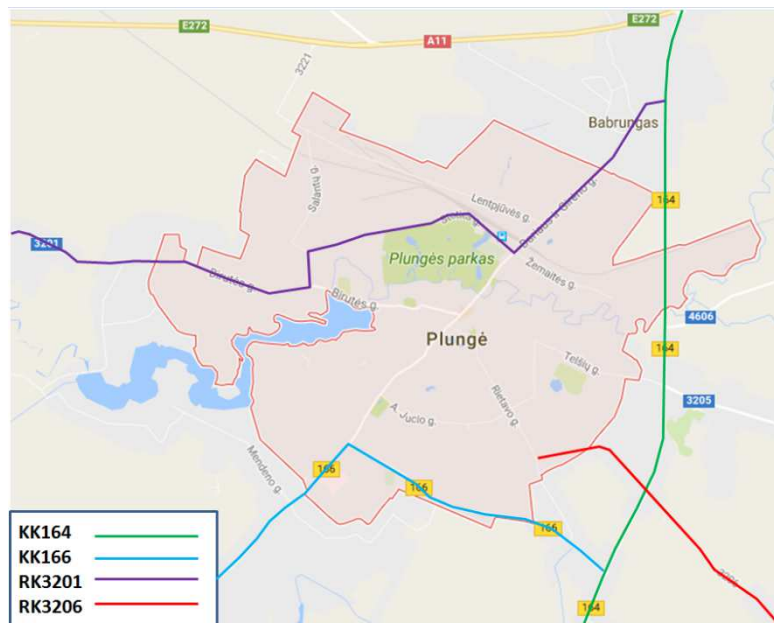 E272
E272
A11
3221
Babrungas
Salantų g.
Lentpjūvės g.
164
3201
Plungės parkas
Žemaitės g.
Birutės g.
Birutės g.
4606
Plungė
164
Telšių g.
3205
Rietavo g.
A. Jucio g.
Mendeno g.
166
166
166
164
KK164
KK166
RK3201
RK3206